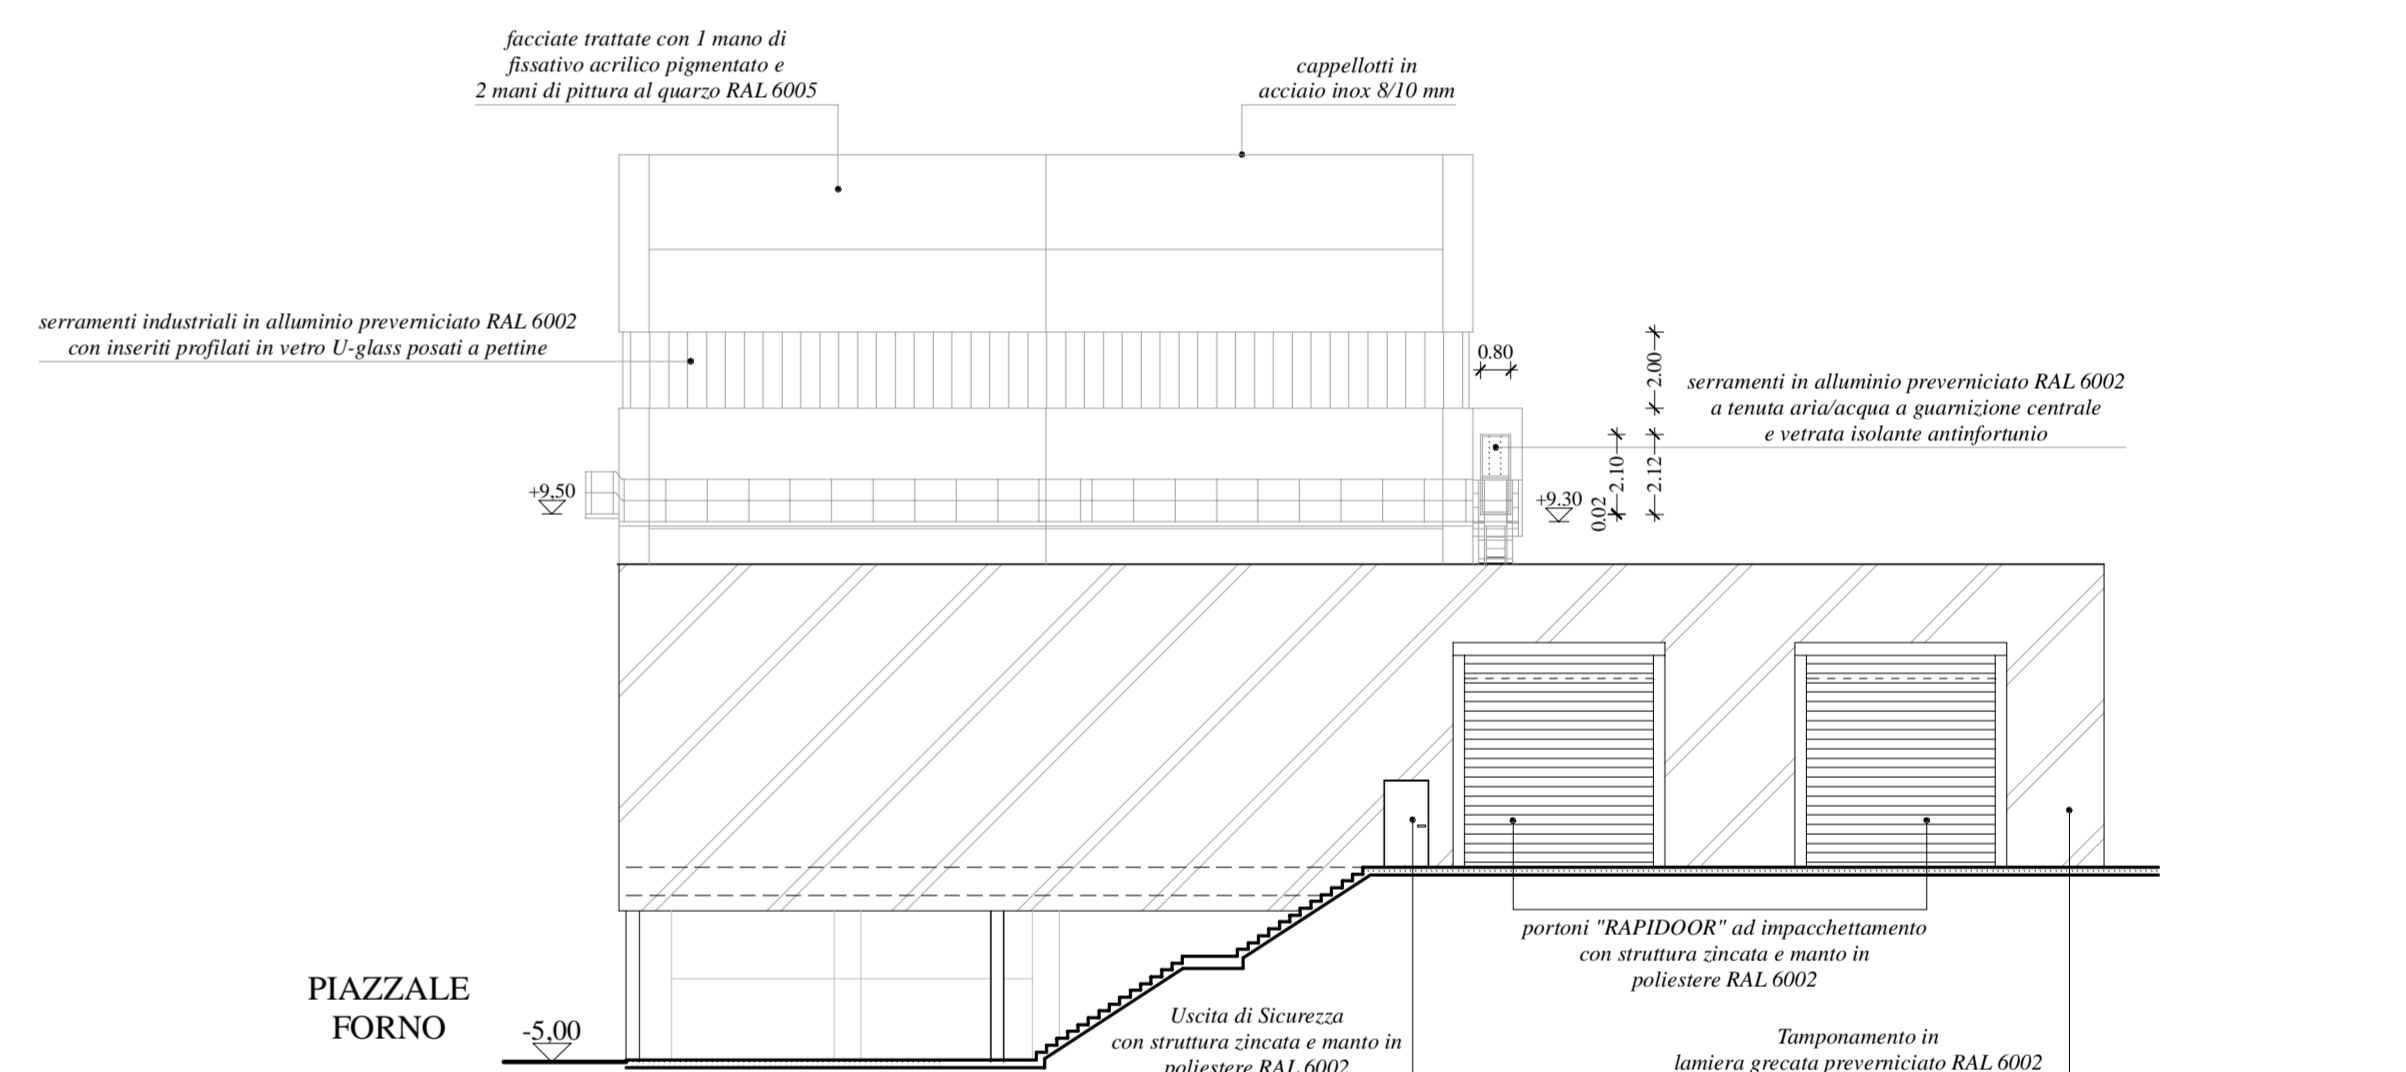 facciate trattate con 1 mano di
fissativo acrilico pigmentato e
2 mani di pittura al quarzo RAL 6005
cappellotti in
acciaio inox 8/10 mm
serramenti industriali in alluminio preverniciato RAL 6002
con inseriti profilati in vetro U-glass posati a pettine
0.80
2.00
serramenti in alluminio preverniciato RAL 6002
a tenuta aria/acqua a guarnizione centrale
e vetrata isolante antinfortunio
+9,50
+9.30
0.02
2.10
2.12
portoni "RAPIDOOR" ad impacchettamento
con struttura zincata e manto in
poliestere RAL 6002
PIAZZALE
FORNO
-5,00
Uscita di Sicurezza
con struttura zincata e manto in
poliestere RAL 6002
Tamponamento in
lamiera grecata preverniciato RAL 6002